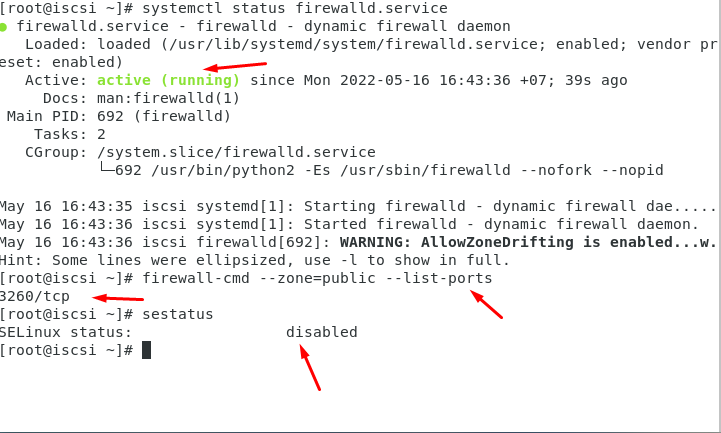 [root@iscsi ~]# systemctl status firewalld.service
● firewalld.service - firewalld - dynamic firewall daemon
   Loaded: loaded (/usr/lib/systemd/system/firewalld.service; enabled; vendor pr
eset: enabled)
   Active: active (running) since Mon 2022-05-16 16:43:36 +07; 39s ago
     Docs: man:firewalld(1)
 Main PID: 692 (firewalld)
    Tasks: 2
   CGroup: /system.slice/firewalld.service
           └─692 /usr/bin/python2 -Es /usr/sbin/firewalld --nofork --nopid
May 16 16:43:35 iscsi systemd[1]: Starting firewalld - dynamic firewall dae.....
May 16 16:43:36 iscsi systemd[1]: Started firewalld - dynamic firewall daemon.
May 16 16:43:36 iscsi firewalld[692]: WARNING: AllowZoneDrifting is enabled...w.
Hint: Some lines were ellipsized, use -l to show in full.
[root@iscsi ~]# firewall-cmd --zone=public --list-ports
3260/tcp
[root@iscsi ~]# sestatus
SELinux status:                 disabled
[root@iscsi ~]#